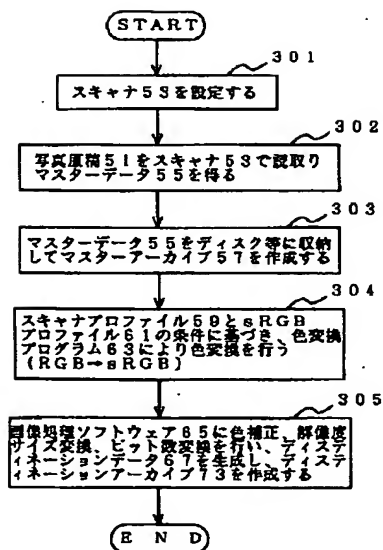 START
301
スキャナ53を設定する
302
写真原稿51をスキャナ53で読取り
マスターデータ55を得る
303
マスターデータ55をディスク等に収納
してマスターアーカイブ57を作成する
304
スキャナプロファイル59とsRGB
プロファイル61の条件に基づき、色変換
プログラム63により色変換を行う
(RGB→sRGB)
305
画像処理ソフトウェア65に色補正、解像度
サイズ変換、ビット数変換を行い、ディステ
ィネーションデータ67を生成し、ディステ
ィネーションアーカイブ73を作成する
END